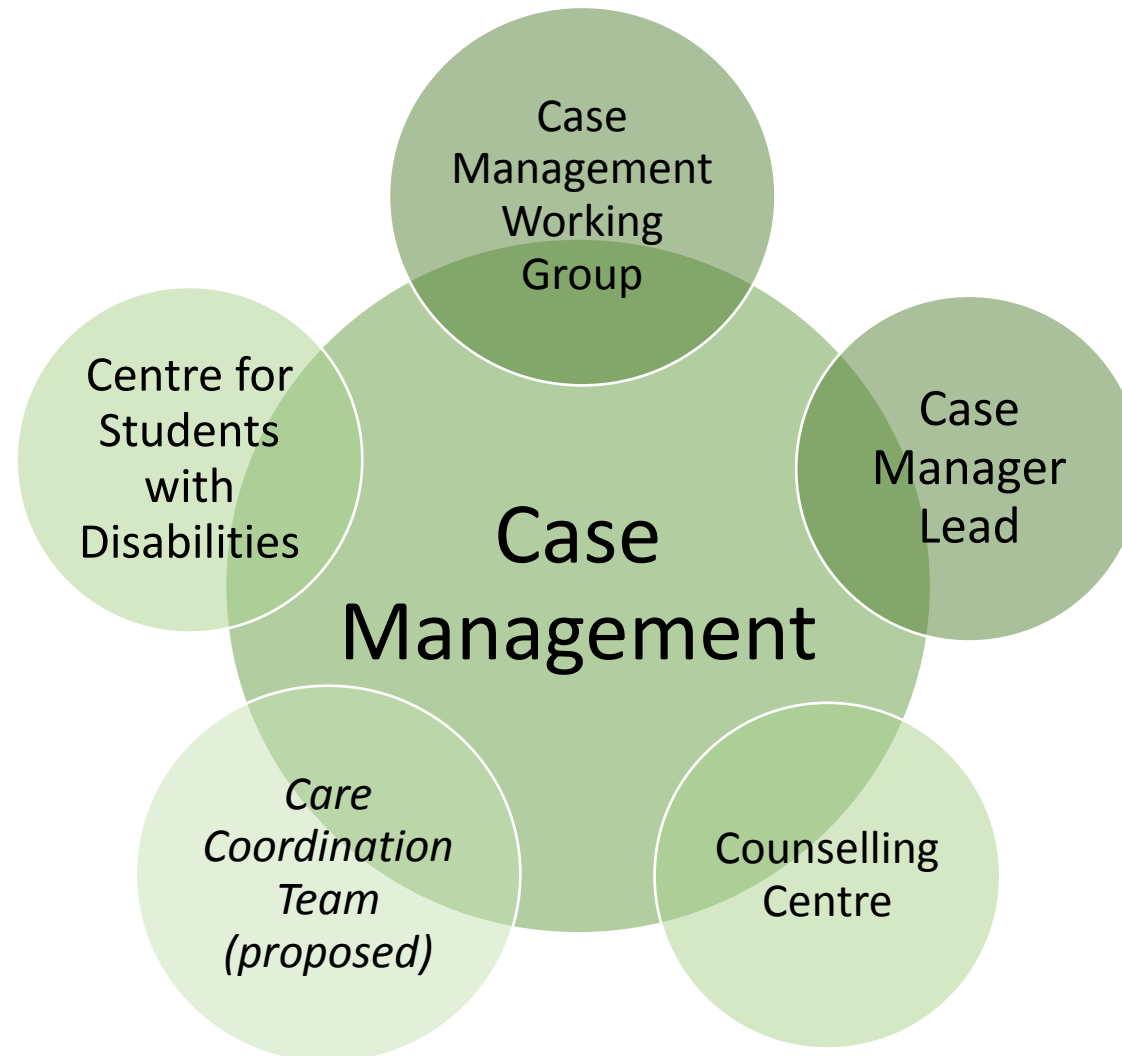 Case
Management
Working
Group
Centre for
Students
with
Disabilities
Case
Manager
Lead
Case
Management
Care
Coordination
Team
(proposed)
Counselling
Centre